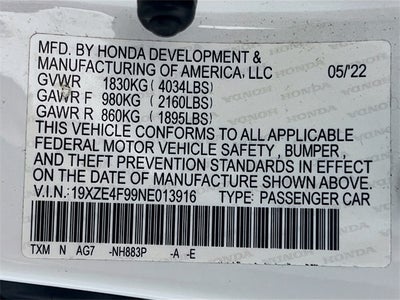 MFD. BY HONDA DEVELOPMENT &
MANUFACTURING OF AMERICA, LLC 05/'22
GVWR 1830KG ( 4034LBS)
GAWR F 980KG ( 2160LBS)
GAWR R 860KG ( 1895LBS)
THIS VEHICLE CONFORMS TO ALL APPLICABLE
FEDERAL MOTOR VEHICLE SAFETY , BUMPER,
AND THEFT PREVENTION STANDARDS IN EFFECT
ON THE DATE OF MANUFACTURE SHOWN ABOVE.
V.I.N.: 19XZE4F99NE013916 TYPE: PASSENGER CAR
TXM N AG7 -NH883P -A -E